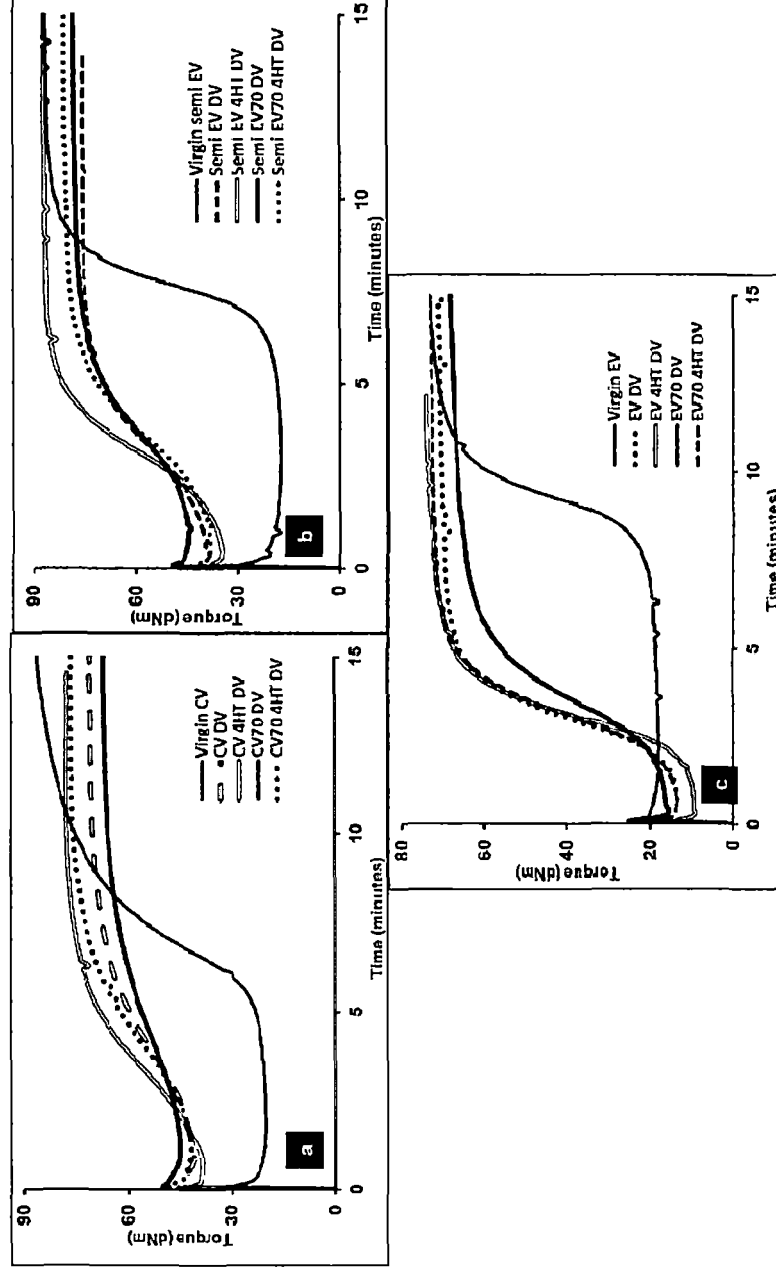 90
60
30
0
Torque (dNm)
Virgin CV
CV DV
CV 4HT DV
CV70 DV
CV70 4HT DV
a
0 5 10 15
Time (minutes)
90
60
30
0
Torque (dNm)
Virgin semi EV
Semi EV DV
Semi EV 4HT DV
Semi EV70 DV
Semi EV70 4HT DV
b
0 5 10 15
Time (minutes)
80
60
40
20
0
Torque (dNm)
Virgin EV
EV DV
EV 4HT DV
EV70 DV
EV70 4HT DV
c
0 5 10 15
Time (minutes)